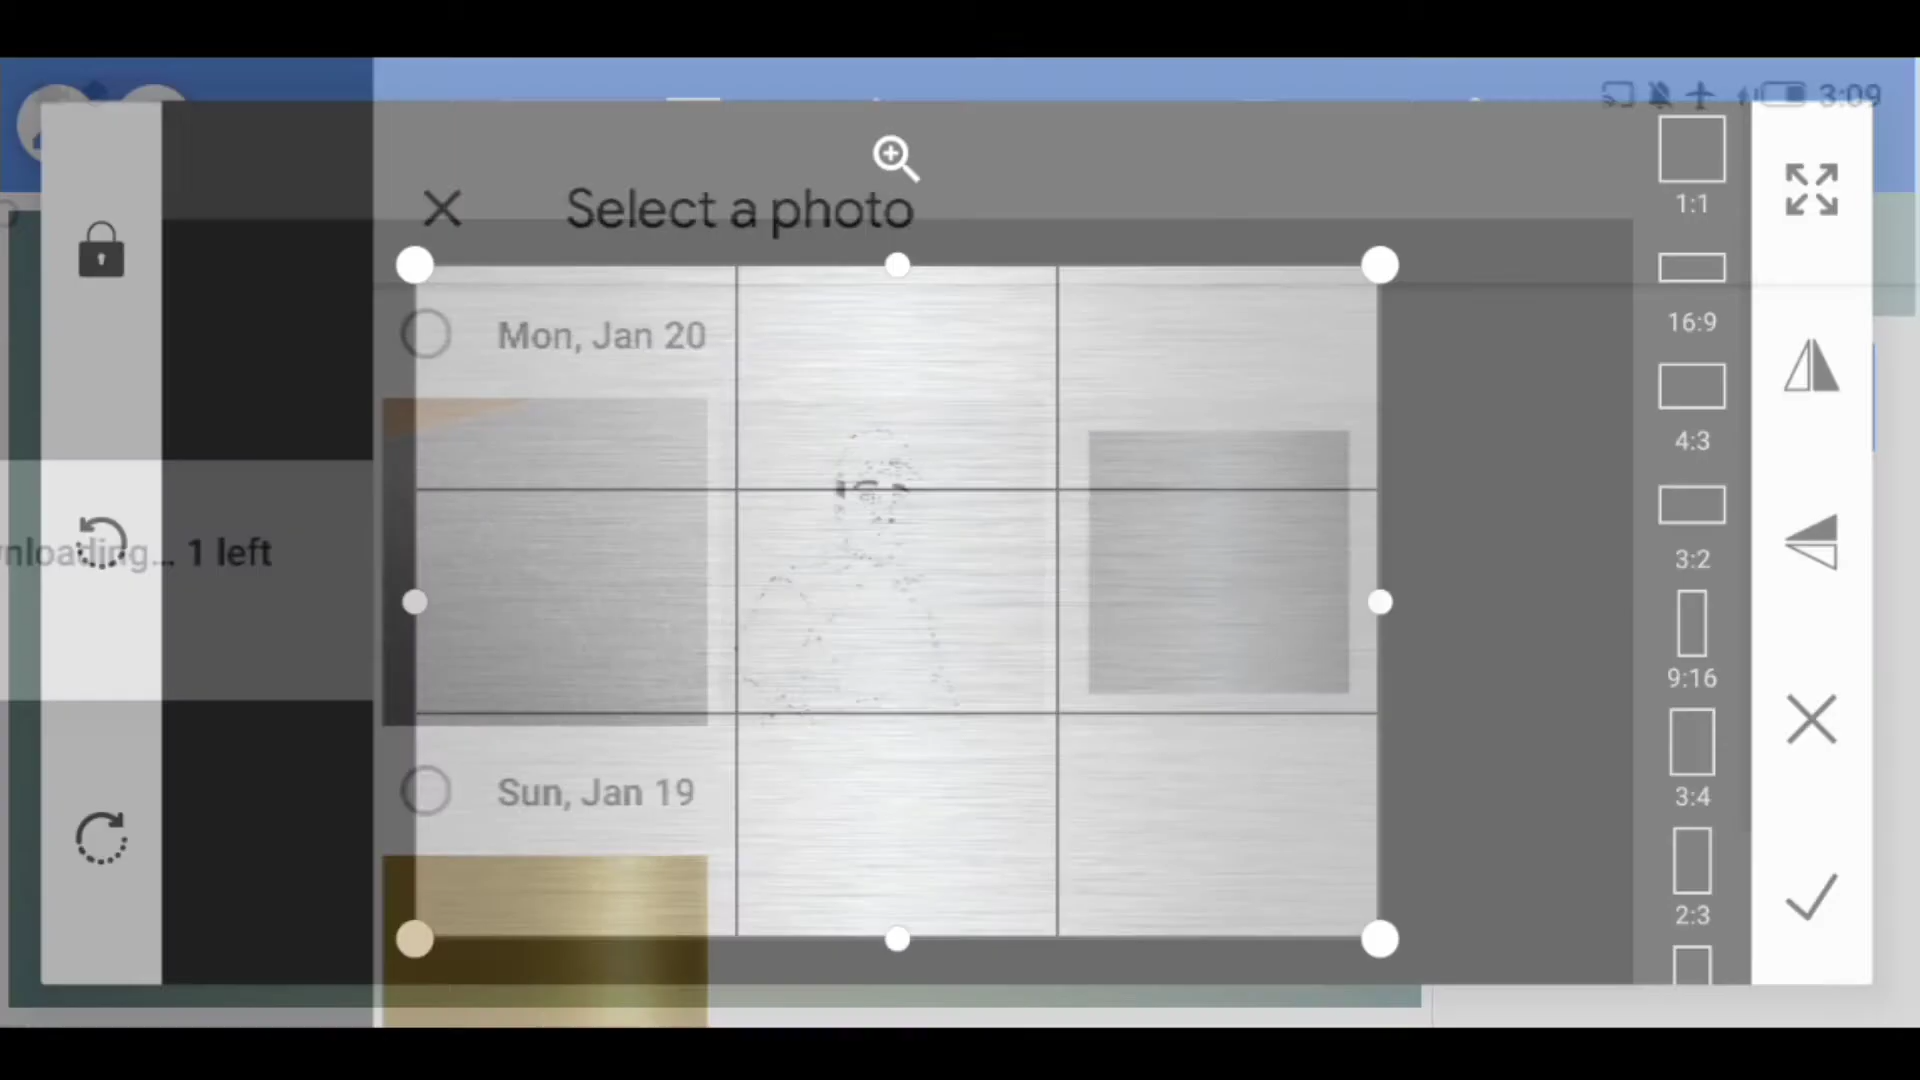 3:09
Select a photo
1:1
16:9
Mon, Jan 20
4:3
nloading... 1 left
3:2
9:16
Sun, Jan 19
3:4
2:3